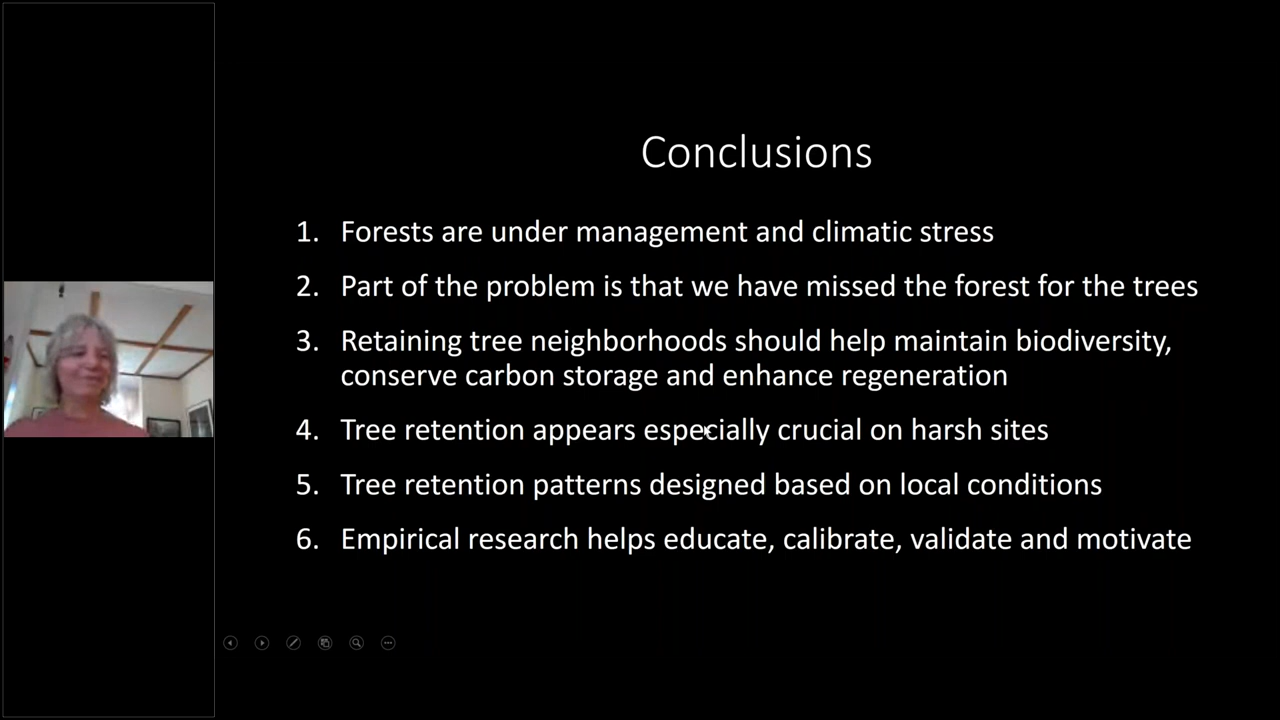 Conclusions
1. Forests are under management and climatic stress
2. Part of the problem is that we have missed the forest for the trees
3. Retaining tree neighborhoods should help maintain biodiversity,
conserve carbon storage and enhance regeneration
4. Tree retention appears especially crucial on harsh sites
5. Tree retention patterns designed based on local conditions
6. Empirical research helps educate, calibrate, validate and motivate